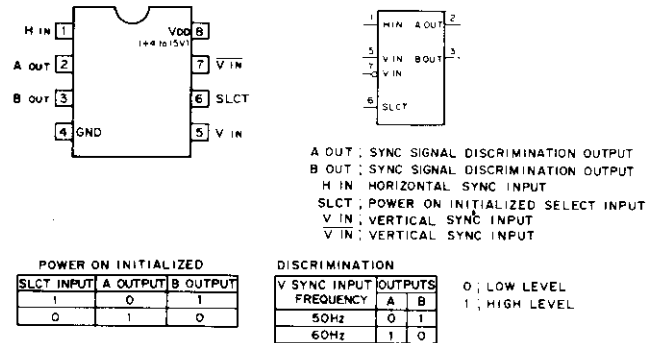 H IN 1
VDD 8
(+4 to 15V)
A OUT 2
7 V IN
B OUT 3
6 SLCT
4 GND
5 V IN
1 H IN A OUT 2
5 V IN B OUT 3
7 V IN
6 SLCT
A OUT ; SYNC SIGNAL DISCRIMINATION OUTPUT
B OUT ; SYNC SIGNAL DISCRIMINATION OUTPUT
H IN HORIZONTAL SYNC INPUT
SLCT ; POWER ON INITIALIZED SELECT INPUT
V IN ; VERTICAL SYNC INPUT
V IN ; VERTICAL SYNC INPUT
POWER ON INITIALIZED
SLCT INPUT A OUTPUT B OUTPUT
1 0 1
0 1 0
DISCRIMINATION
V SYNC INPUT FREQUENCY OUTPUTS
A B
50Hz 0 1
60Hz 1 0
0 ; LOW LEVEL
1 ; HIGH LEVEL